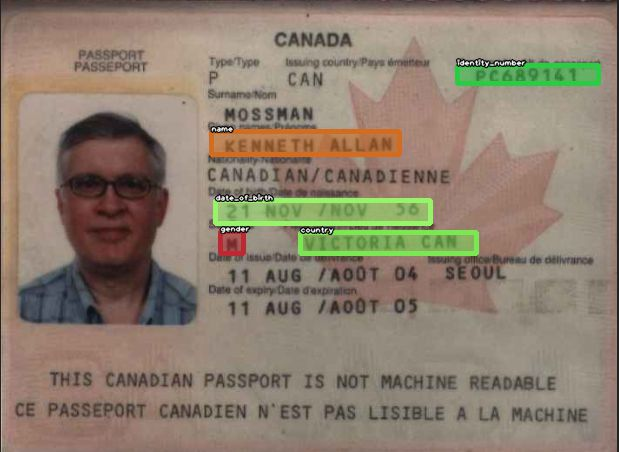 CANADA
PASSPORT
PASSEPORT
Type/Type Issuing country/Pays émetteur
identity_number
P CAN PC689141
Surname/Nom
MOSSMAN
name
KENNETH ALLAN
Nationality/Nationalité
CANADIAN/CANADIENNE
Date of birth/Date de naissance
date_of_birth
21 NOV /NOV 56
gender country
M VICTORIA CAN
Date of issue/Date de délivrance Issuing office/Bureau de délivrance
11 AUG /AOÛT 04 SEOUL
Date of expiry/Date d'expiration
11 AUG /AOÛT 05
THIS CANADIAN PASSPORT IS NOT MACHINE READABLE
CE PASSEPORT CANADIEN N'EST PAS LISIBLE A LA MACHINE